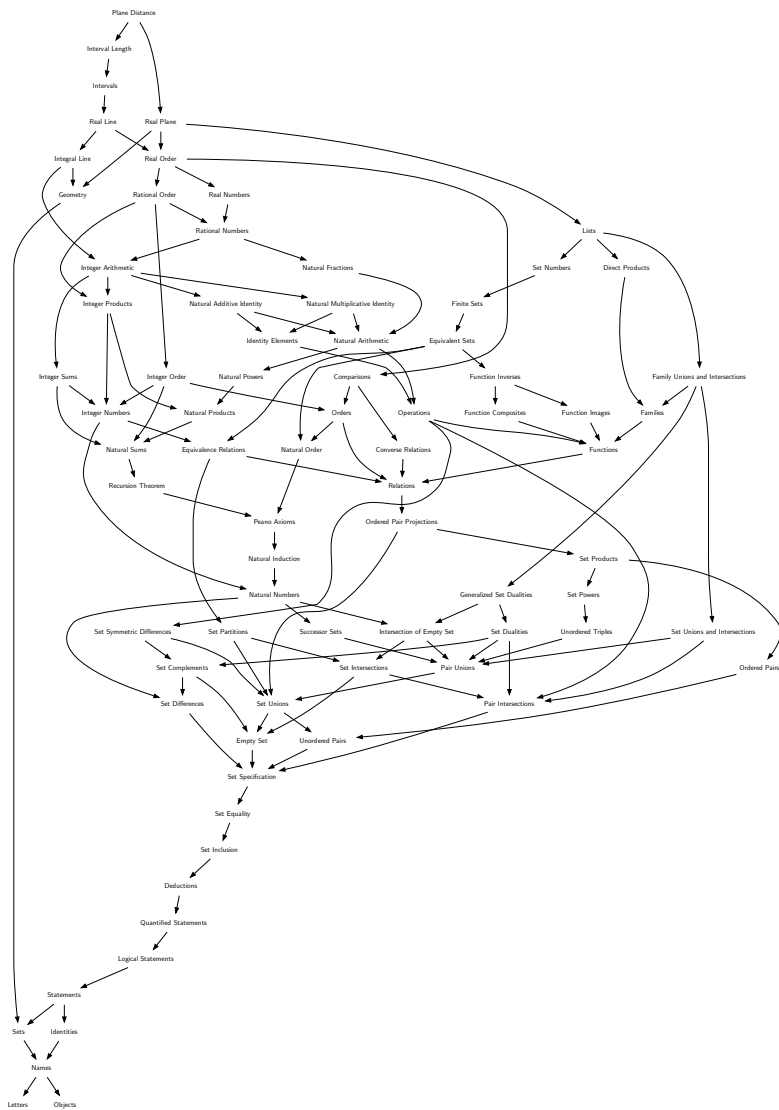 Plane Distance
Interval Length
Intervals
Real Line Real Plane
Integral Line Real Order
Geometry Rational Order Real Numbers
Rational Numbers Lists
Integer Arithmetic Natural Fractions Set Numbers Direct Products
Integer Products Natural Additive Identity Natural Multiplicative Identity Finite Sets
Identity Elements Natural Arithmetic Equivalent Sets
Integer Sums Integer Order Natural Powers Comparisons Function Inverses Family Unions and Intersections
Integer Numbers Natural Products Orders Operations Function Composites Function Images Families
Natural Sums Equivalence Relations Natural Order Converse Relations Functions
Recursion Theorem Relations
Peano Axioms Ordered Pair Projections
Natural Induction Set Products
Natural Numbers Generalized Set Dualities Set Powers
Set Symmetric Differences Set Partitions Successor Sets Intersection of Empty Set Set Dualities Unordered Triples Set Unions and Intersections
Set Complements Set Intersections Pair Unions Ordered Pairs
Set Differences Set Unions Pair Intersections
Empty Set Unordered Pairs
Set Specification
Set Equality
Set Inclusion
Deductions
Quantified Statements
Logical Statements
Statements
Sets Identities
Names
Letters Objects